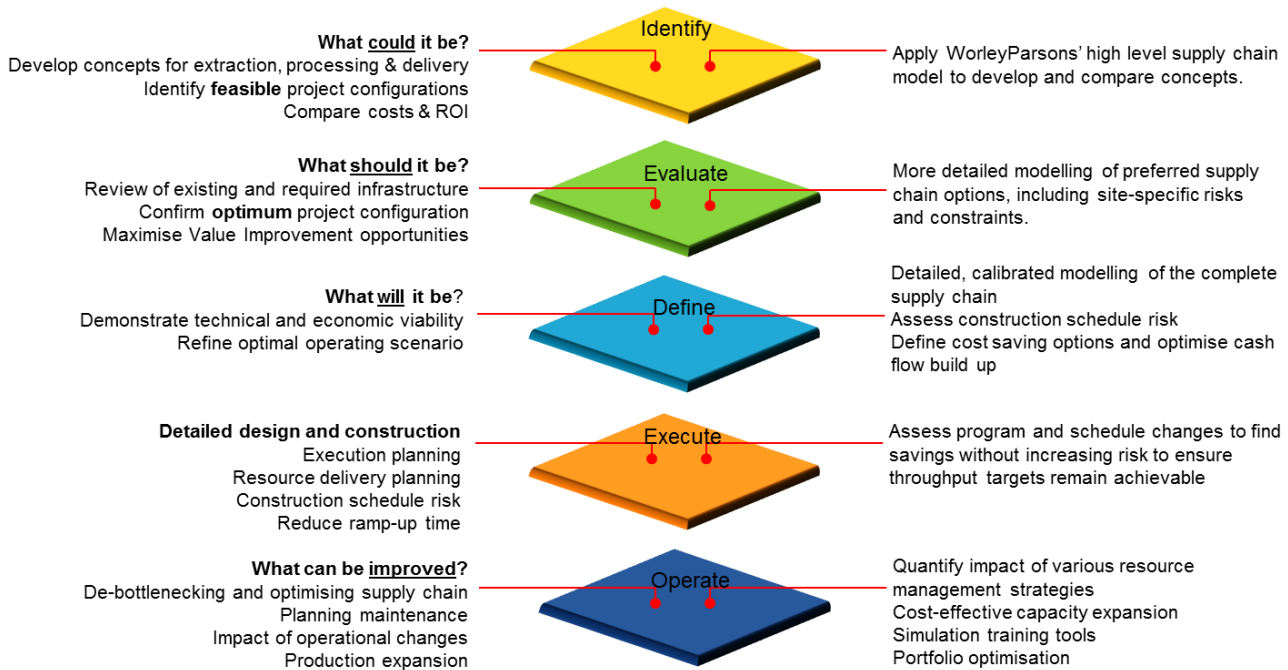 Identify
What could it be?
Develop concepts for extraction, processing & delivery
Identify feasible project configurations
Compare costs & ROI
Apply WorleyParsons' high level supply chain
model to develop and compare concepts.
Evaluate
What should it be?
Review of existing and required infrastructure
Confirm optimum project configuration
Maximise Value Improvement opportunities
More detailed modelling of preferred supply
chain options, including site-specific risks
and constraints.
Define
What will it be?
Demonstrate technical and economic viability
Refine optimal operating scenario
Detailed, calibrated modelling of the complete
supply chain
Assess construction schedule risk
Define cost saving options and optimise cash
flow build up
Execute
Detailed design and construction
Execution planning
Resource delivery planning
Construction schedule risk
Reduce ramp-up time
Assess program and schedule changes to find
savings without increasing risk to ensure
throughput targets remain achievable
Operate
What can be improved?
De-bottlenecking and optimising supply chain
Planning maintenance
Impact of operational changes
Production expansion
Quantify impact of various resource
management strategies
Cost-effective capacity expansion
Simulation training tools
Portfolio optimisation